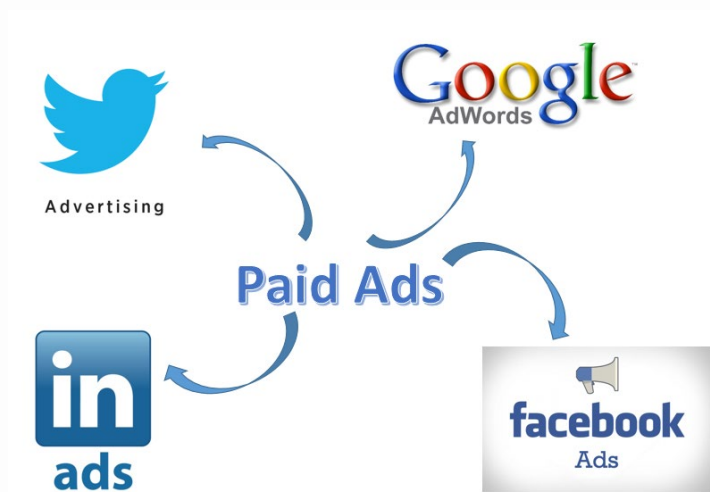 Google
AdWords
Advertising
Paid Ads
in
ads
facebook
Ads